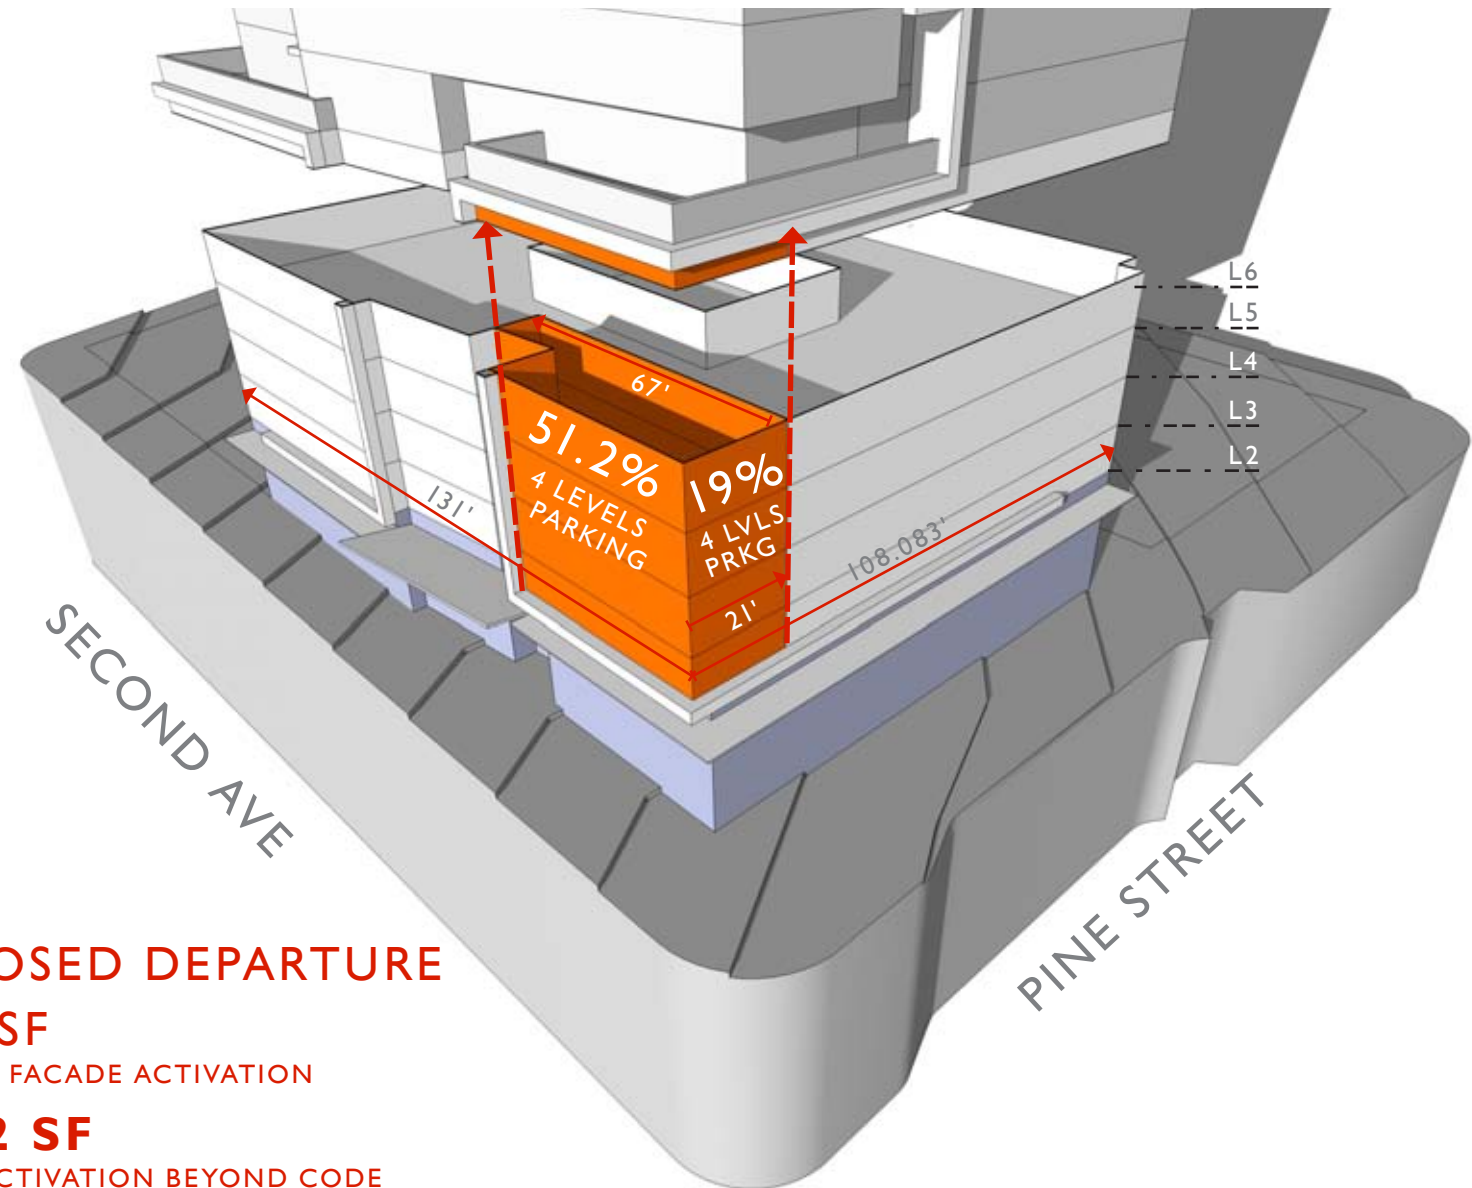 L6
L5
L4
L3
L2
67'
51.2%
4 LEVELS
PARKING
19%
4 LVLS
PRKG
21'
131'
108.083'
SECOND AVE
PINE STREET
OSED DEPARTURE
SF
FACADE ACTIVATION
2 SF
CTIVATION BEYOND CODE